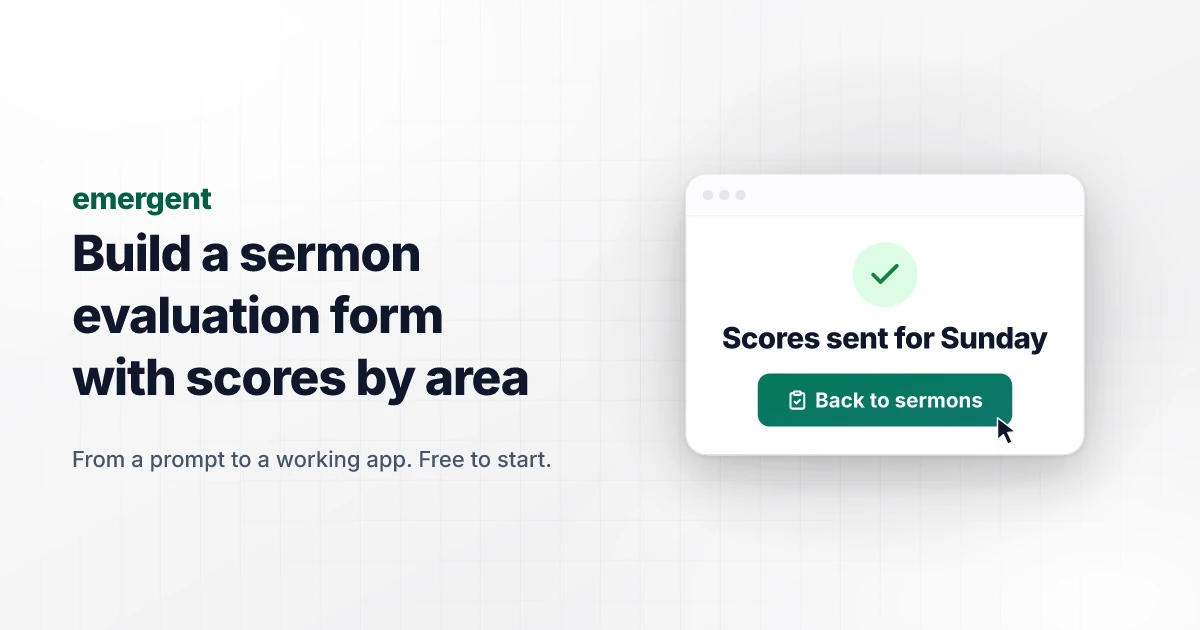 emergent
Build a sermon
evaluation form
with scores by area
From a prompt to a working app. Free to start.
Scores sent for Sunday
Back to sermons